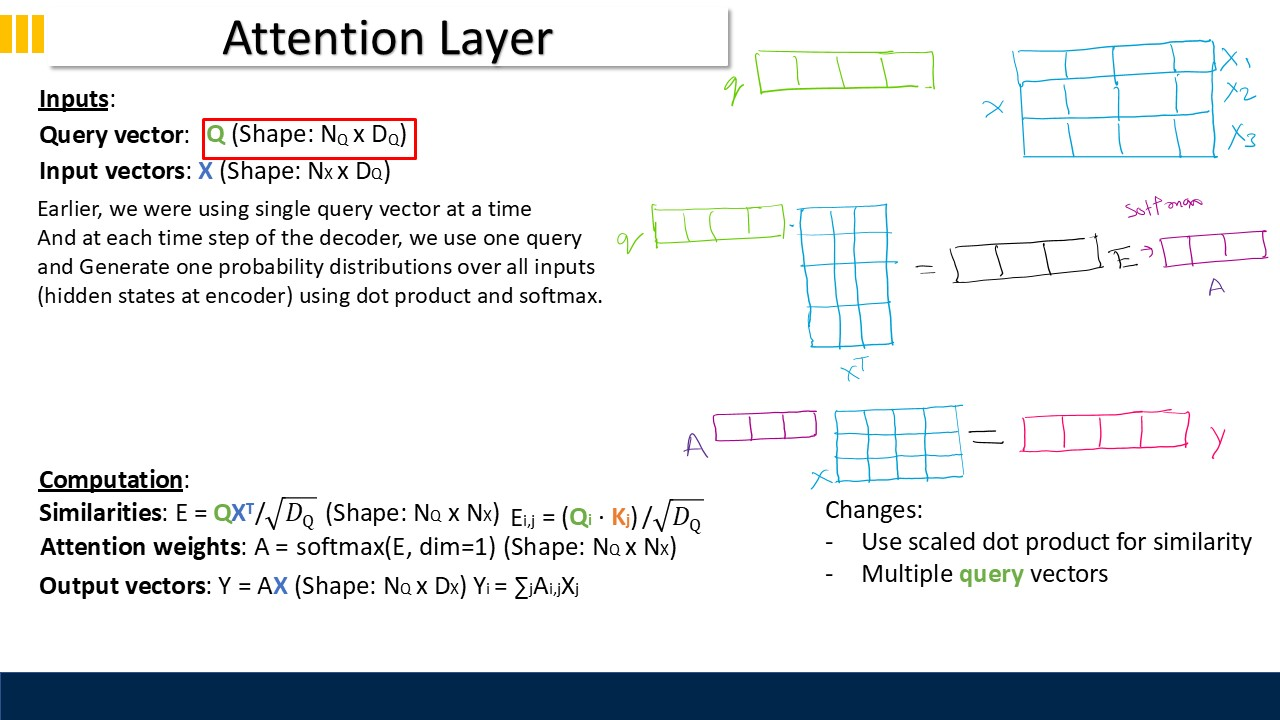 Attention Layer
Inputs:
Query vector: Q (Shape: NQ x DQ)
Input vectors: X (Shape: NX x DQ)
Earlier, we were using single query vector at a time
And at each time step of the decoder, we use one query
and Generate one probability distributions over all inputs
(hidden states at encoder) using dot product and softmax.
q
X
X1
X2
X3
q
·
XT
=
E
→
softmax
A
A
X
=
Y
Computation:
Similarities: E = QXᵀ/√DQ (Shape: NQ x NX) Ei,j = (Qi · Kj) /√DQ
Attention weights: A = softmax(E, dim=1) (Shape: NQ x NX)
Output vectors: Y = AX (Shape: NQ x DX) Yi = ∑jAi,jXj
Changes:
- Use scaled dot product for similarity
- Multiple query vectors